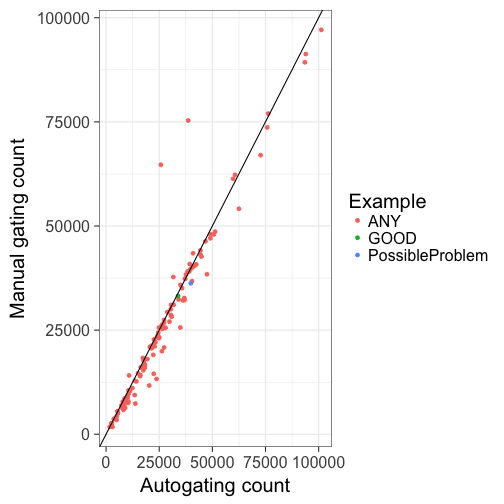 100000
75000
50000
25000
0
Manual gating count
0 25000 50000 75000 100000
Autogating count
Example
ANY
GOOD
PossibleProblem